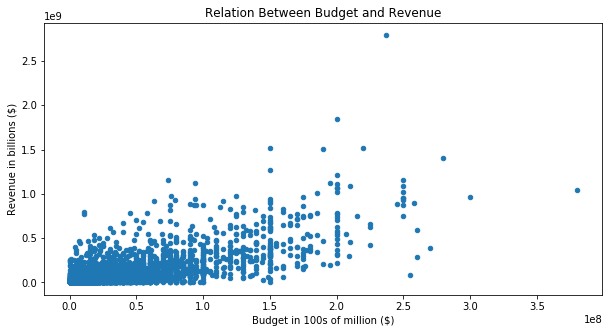 Relation Between Budget and Revenue
1e9
2.5
2.0
1.5
1.0
0.5
0.0
Revenue in billions ($)
0.0 0.5 1.0 1.5 2.0 2.5 3.0 3.5
1e8
Budget in 100s of million ($)